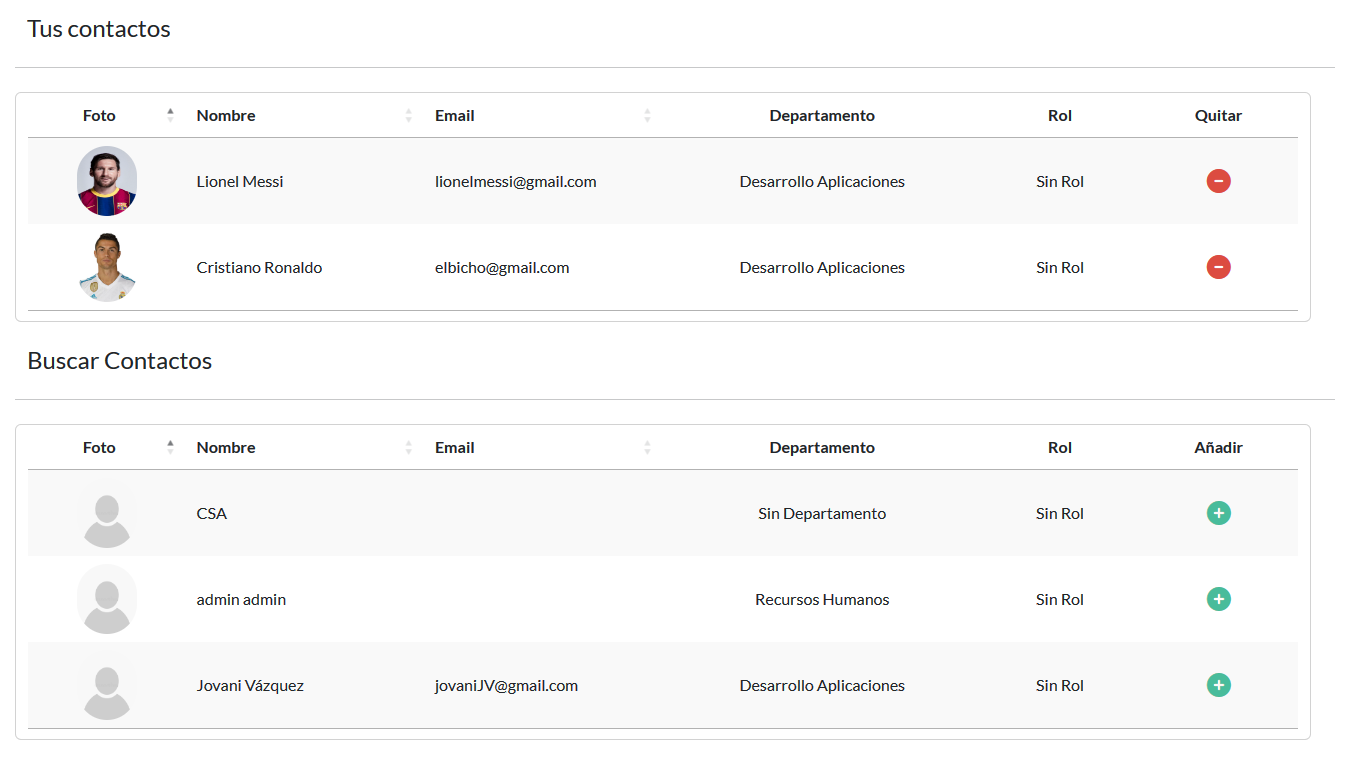 Tus contactos
Foto Nombre Email Departamento Rol Quitar
Lionel Messi lionelmessi@gmail.com Desarrollo Aplicaciones Sin Rol
Cristiano Ronaldo elbicho@gmail.com Desarrollo Aplicaciones Sin Rol
Buscar Contactos
Foto Nombre Email Departamento Rol Añadir
CSA Sin Departamento Sin Rol
admin admin Recursos Humanos Sin Rol
Jovani Vázquez jovaniJV@gmail.com Desarrollo Aplicaciones Sin Rol